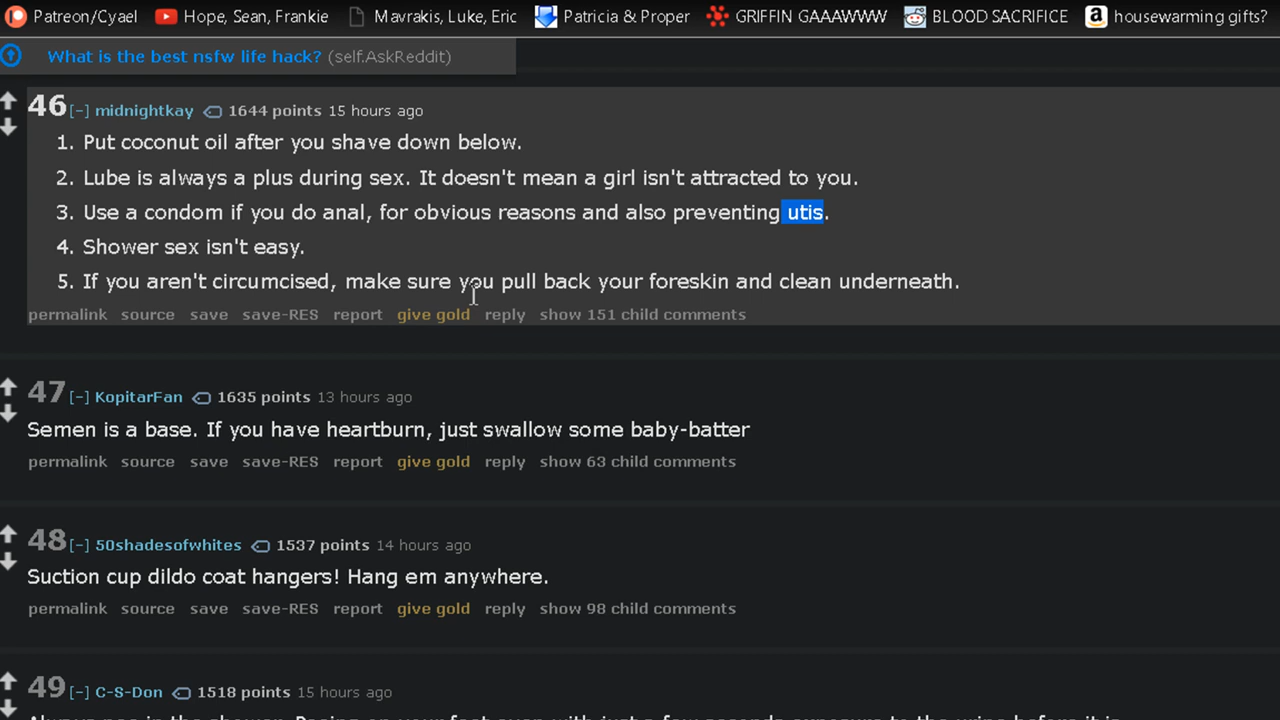 Patreon/Cyael Hope, Sean, Frankie Mavrakis, Luke, Eric Patricia & Proper GRIFFIN GAAAWWW BLOOD SACRIFICE housewarming gifts?
What is the best nsfw life hack? (self.AskReddit)
46 [-] midnightkay 1644 points 15 hours ago
1. Put coconut oil after you shave down below.
2. Lube is always a plus during sex. It doesn't mean a girl isn't attracted to you.
3. Use a condom if you do anal, for obvious reasons and also preventing utis.
4. Shower sex isn't easy.
5. If you aren't circumcised, make sure you pull back your foreskin and clean underneath.
permalink source save save-RES report give gold reply show 151 child comments
47 [-] KopitarFan 1635 points 13 hours ago
Semen is a base. If you have heartburn, just swallow some baby-batter
permalink source save save-RES report give gold reply show 63 child comments
48 [-] 50shadesofwhites 1537 points 14 hours ago
Suction cup dildo coat hangers! Hang em anywhere.
permalink source save save-RES report give gold reply show 98 child comments
49 [-] C-S-Don 1518 points 15 hours ago